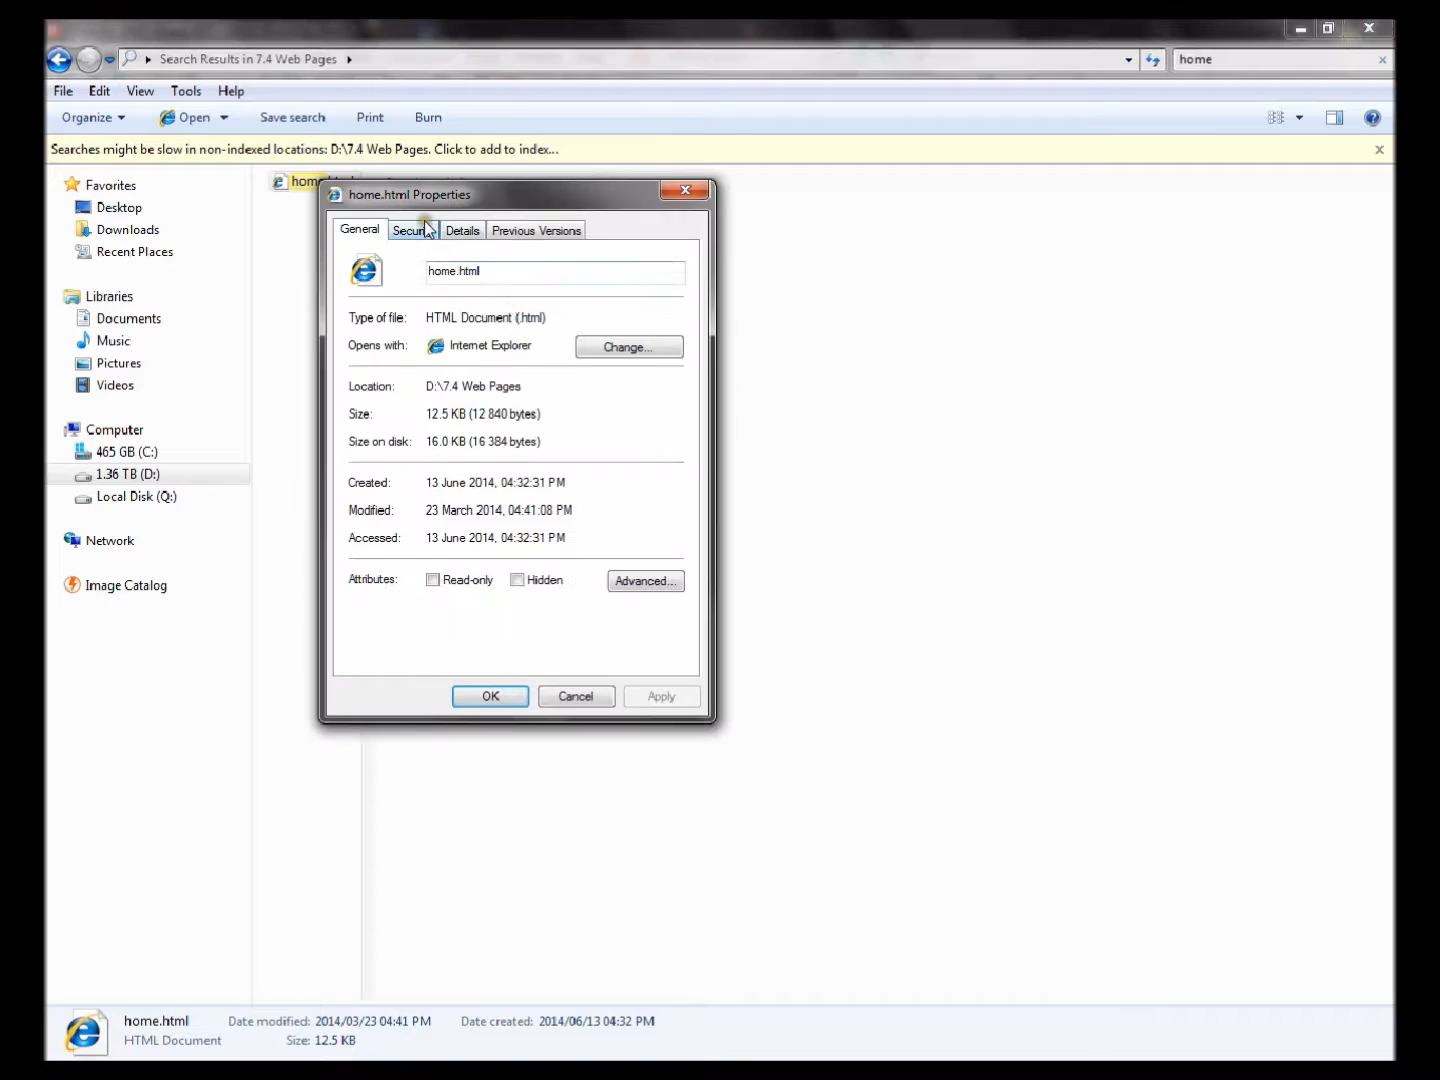 Search Results in 7.4 Web Pages
home
File Edit View Tools Help
Organize Open Save search Print Burn
Searches might be slow in non-indexed locations: D:\7.4 Web Pages. Click to add to index...
Favorites
Desktop
Downloads
Recent Places
Libraries
Documents
Music
Pictures
Videos
Computer
465 GB (C:)
1.36 TB (D:)
Local Disk (Q:)
Network
Image Catalog
home.html Properties
General Details Previous Versions
home.html
Type of file: HTML Document (.html)
Opens with: Internet Explorer Change...
Location: D:\7.4 Web Pages
Size: 12.5 KB (12 840 bytes)
Size on disk: 16.0 KB (16 384 bytes)
Created: 13 June 2014, 04:32:31 PM
Modified: 23 March 2014, 04:41:08 PM
Accessed: 13 June 2014, 04:32:31 PM
Attributes: Read-only Hidden Advanced...
OK Cancel Apply
home.html Date modified: 2014/03/23 04:41 PM Date created: 2014/06/13 04:32 PM
HTML Document Size: 12.5 KB